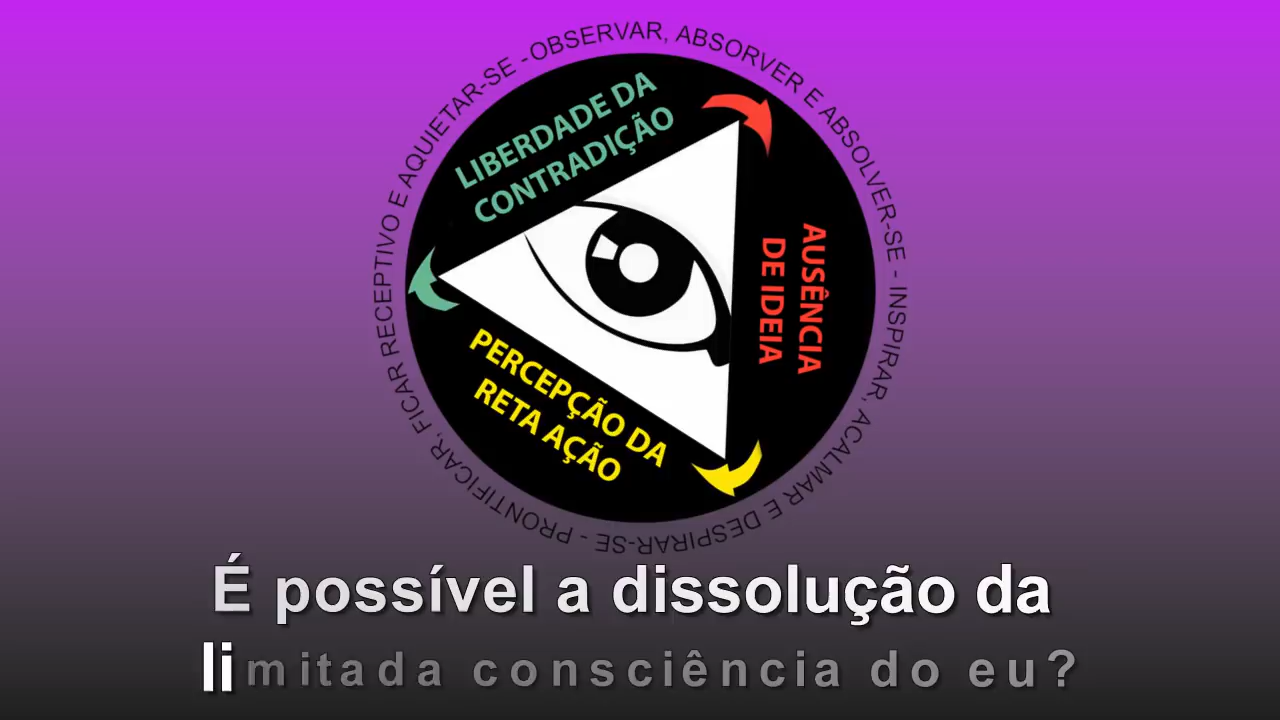 OBSERVAR, ABSORVER E ABSOLVER-SE - INSPIRAR, ACALMAR E DESPIRAR-SE - PRONTIFICAR, FICAR RECEPTIVO E AQUIETAR-SE -
LIBERDADE DA
CONTRADIÇÃO
AUSÊNCIA
DE IDEIA
PERCEPÇÃO DA
RETA AÇÃO
É possível a dissolução da
limitada consciência do eu?